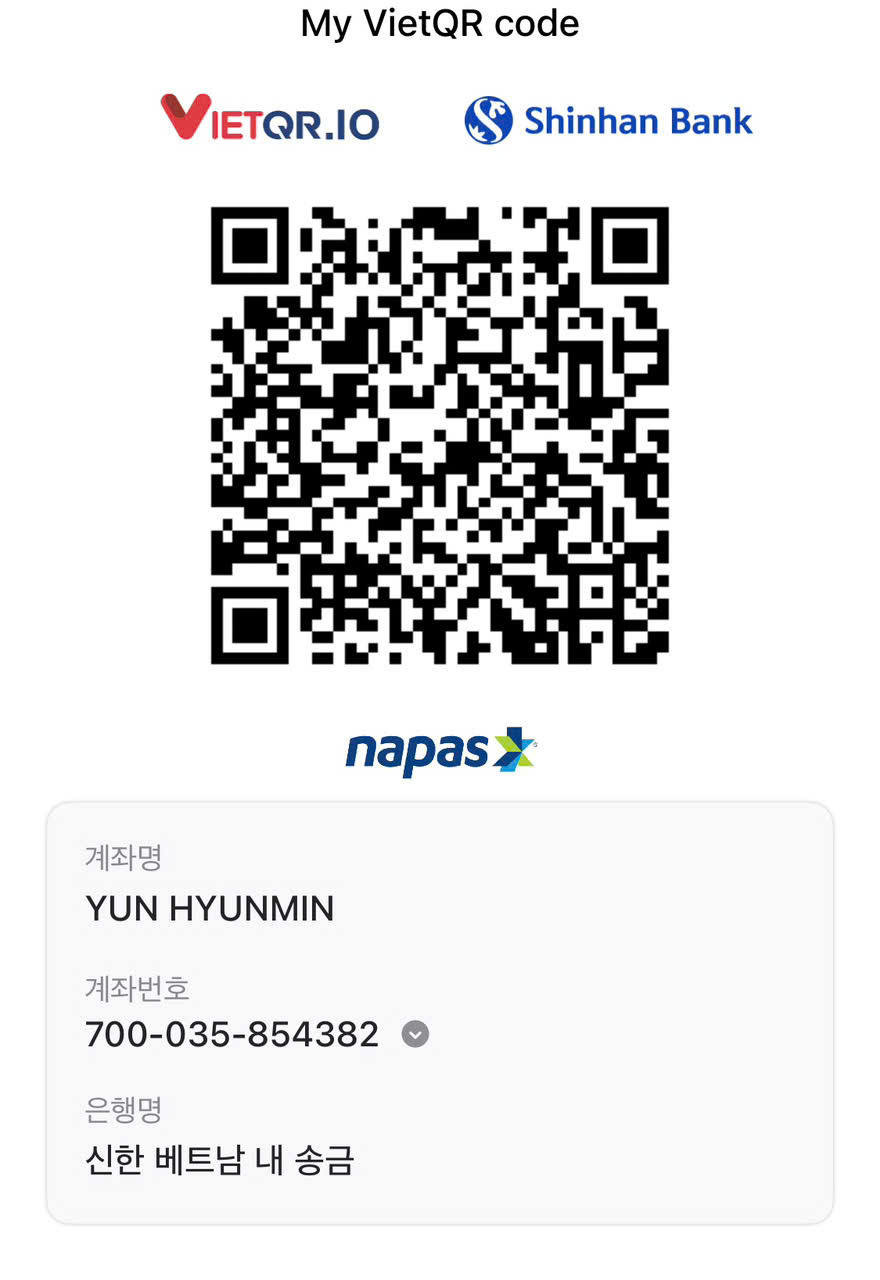 My VietQR code
VIETQR.IO
Shinhan Bank
napas
계좌명
YUN HYUNMIN
계좌번호
700-035-854382
은행명
신한 베트남 내 송금